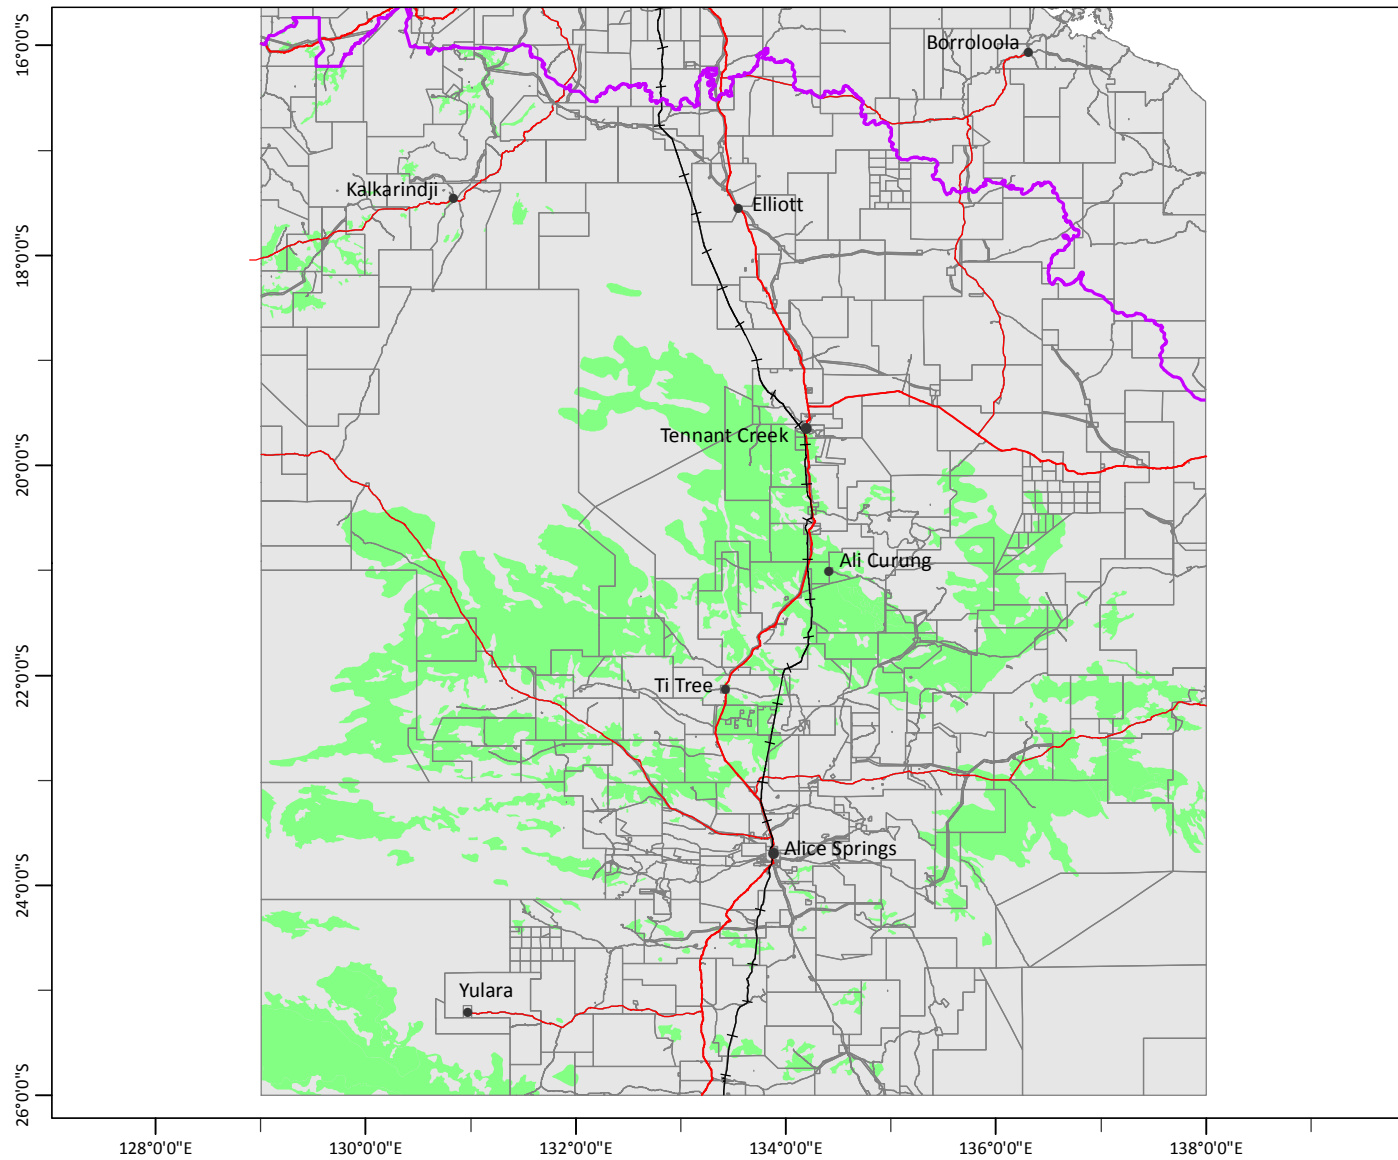 Borroloola
Kalkarindji
Elliott
Tennant Creek
Ali Curung
Ti Tree
Alice Springs
Yulara
16°0'0"S
18°0'0"S
20°0'0"S
22°0'0"S
24°0'0"S
26°0'0"S
128°0'0"E
130°0'0"E
132°0'0"E
134°0'0"E
136°0'0"E
138°0'0"E